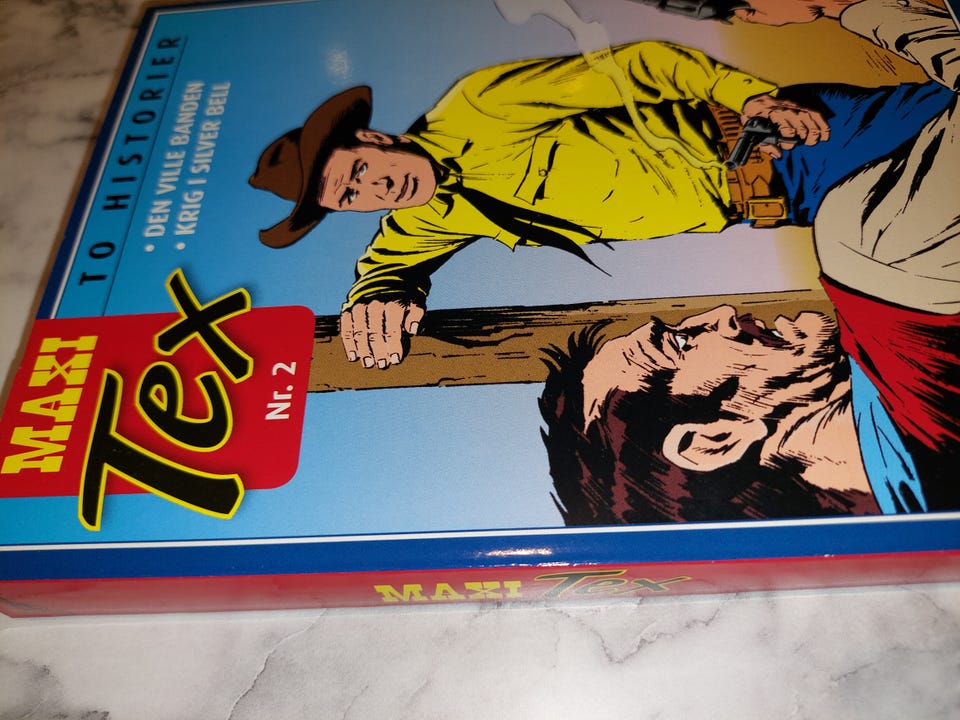 TO HISTORIER
• DEN VILLE BANDEN
• KRIG I SILVER BELL
MAXI
Tex
Nr. 2
MAXI Tex